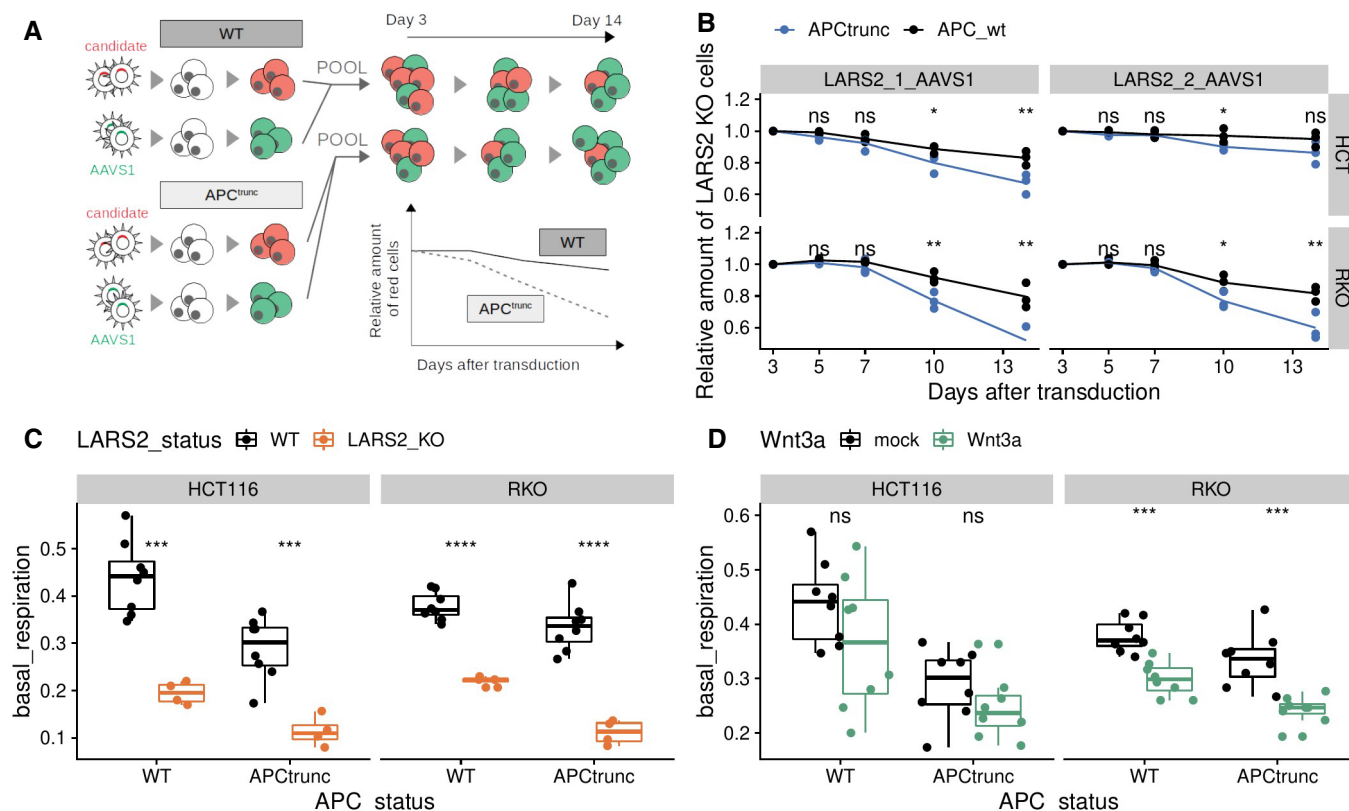 A
WT
Day 3
Day 14
candidate
POOL
AAVS1
POOL
APCtrunc
candidate
AAVS1
Relative amount
of red cells
WT
APCtrunc
Days after transduction
B
APCtrunc
APC_wt
LARS2_1_AAVS1
LARS2_2_AAVS1
Relative amount of LARS2 KO cells
1.2
1.0
0.8
0.6
ns
ns
*
**
ns
ns
*
ns
HCT
1.2
1.0
0.8
0.6
ns
ns
**
**
ns
ns
*
**
RKO
3
5
7
10
13
3
5
7
10
13
Days after transduction
C
LARS2_status
WT
LARS2_KO
HCT116
RKO
basal_respiration
0.5
0.4
0.3
0.2
0.1
***
***
****
****
WT
APCtrunc
WT
APCtrunc
APC status
D
Wnt3a
mock
Wnt3a
HCT116
RKO
basal_respiration
0.6
0.5
0.4
0.3
0.2
ns
ns
***
***
WT
APCtrunc
WT
APCtrunc
APC status